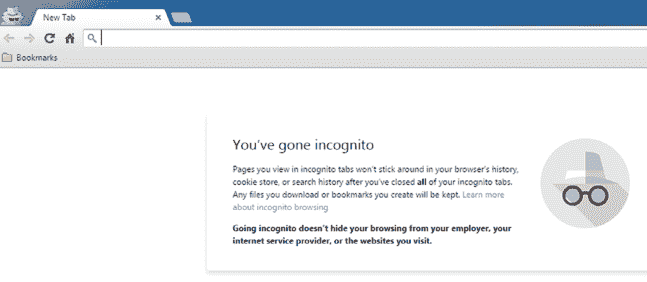 New Tab
Bookmarks
You've gone incognito
Pages you view in incognito tabs won't stick around in your browser's history,
cookie store, or search history after you've closed all of your incognito tabs.
Any files you download or bookmarks you create will be kept. Learn more
about incognito browsing
Going incognito doesn't hide your browsing from your employer, your
internet service provider, or the websites you visit.